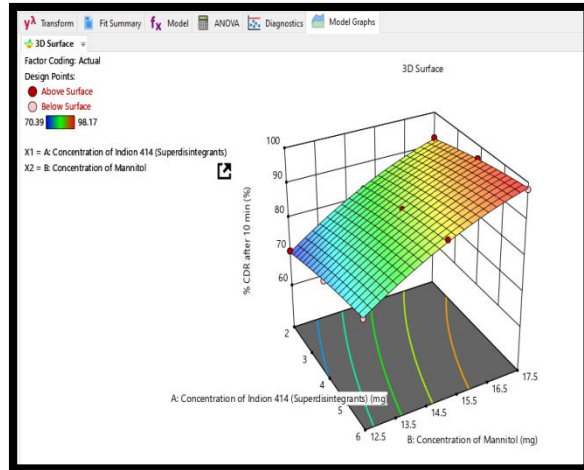 yλ Transform Fit Summary fx Model ANOVA Diagnostics Model Graphs
3D Surface
Factor Coding: Actual
3D Surface
Design Points:
Above Surface
Below Surface
70.39 98.17
X1 = A: Concentration of Indion 414 (Superdisintegrants)
X2 = B: Concentration of Mannitol
% CDR after 10 min (%)
100
90
80
70
60
2
3
4
5
6
12.5
13.5
14.5
15.5
16.5
17.5
A: Concentration of Indion 414 (Superdisintegrants) (mg)
B: Concentration of Mannitol (mg)